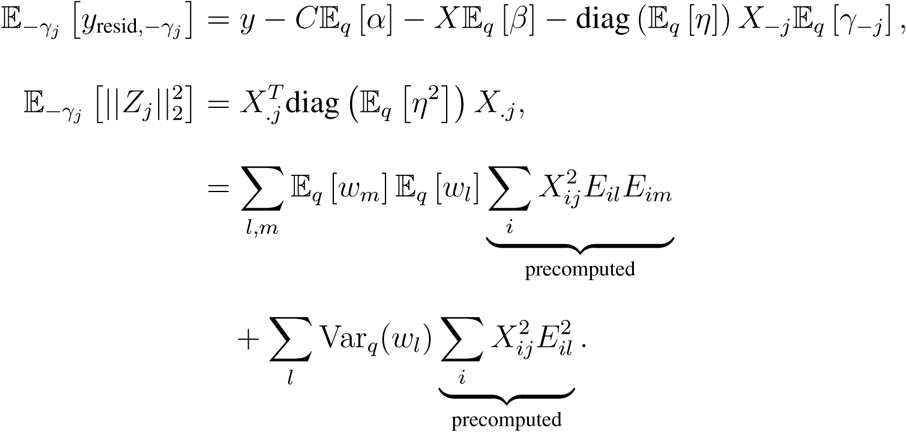 𝔼_{−γ_j} [y_{resid,−γ_j}] = y − C𝔼_q [α] − X𝔼_q [β] − diag (𝔼_q [η]) X_{−j}𝔼_q [γ_{−j}] ,
𝔼_{−γ_j} [||Z_j||_2^2] = X_{.j}^T diag (𝔼_q [η^2]) X_{.j},
= ∑_{l,m} 𝔼_q [w_m] 𝔼_q [w_l] ∑_i X_{ij}^2 E_{il} E_{im}
precomputed
+ ∑_l Var_q(w_l) ∑_i X_{ij}^2 E_{il}^2 .
precomputed